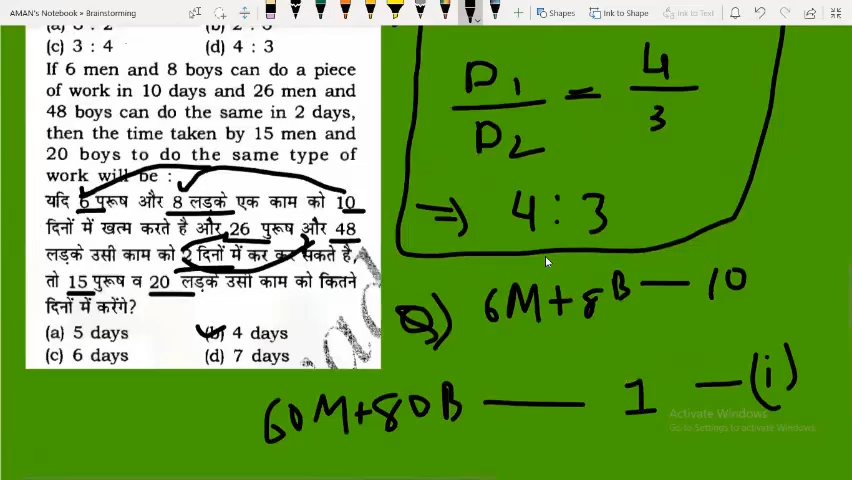 AMAN's Notebook » Brainstorming
Shapes
Ink to Shape
Ink to Text
(c) 3 : 4 (d) 4 : 3
If 6 men and 8 boys can do a piece
of work in 10 days and 26 men and
48 boys can do the same in 2 days,
then the time taken by 15 men and
20 boys to do the same type of
work will be :
यदि 6 पुरूष और 8 लड़के एक काम को 10
दिनों में खत्म करते है और 26 पुरूष और 48
लड़के उसी काम को 2 दिनों में कर कर सकते है,
तो 15 पुरूष व 20 लड़के उसी काम को कितने
दिनों में करेंगे?
(a) 5 days (b) 4 days
(c) 6 days (d) 7 days
D1/D2 = 4/3
⇒ 4 : 3
Q) 6M+8B — 10
60M+80B — 1 —(i)
Activate Windows
Go to Settings to activate Windows.